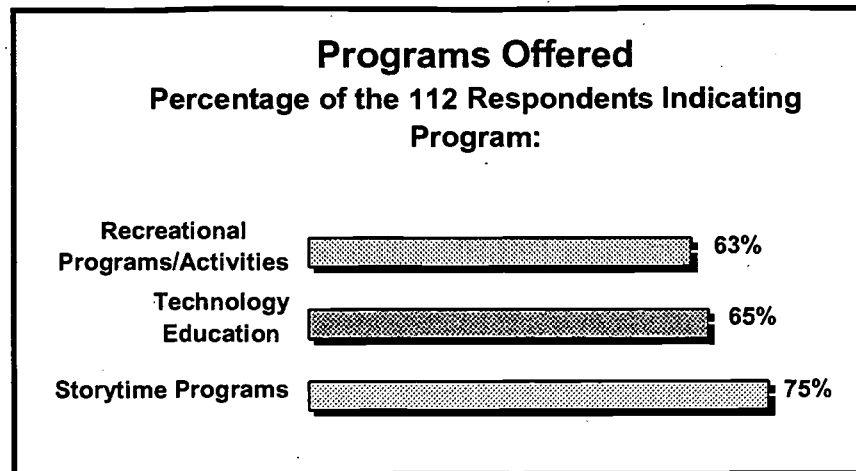 Programs Offered
Percentage of the 112 Respondents Indicating
Program:
Recreational
Programs/Activities
63%
Technology
Education
65%
Storytime Programs
75%